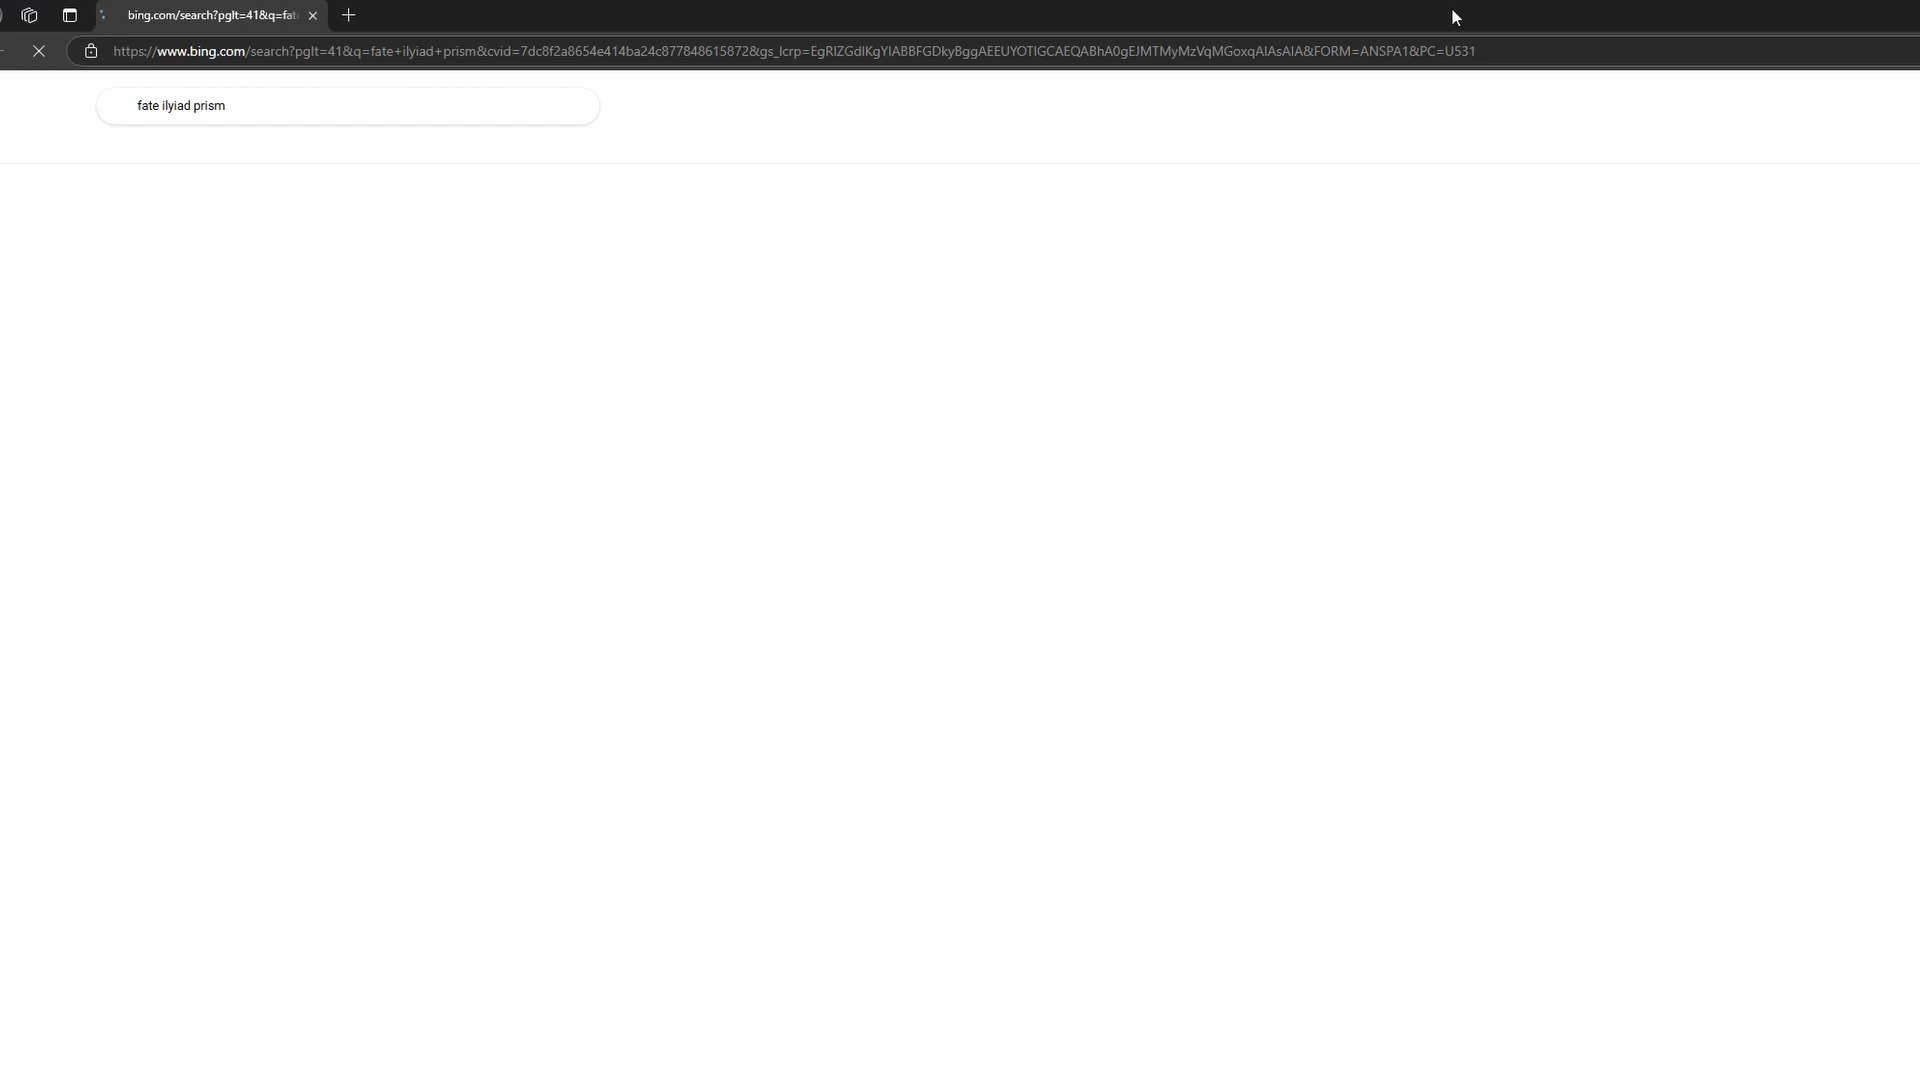 bing.com/search?pglt=41&q=fat
https://www.bing.com/search?pglt=41&q=fate+ilyiad+prism&cvid=7dc8f2a8654e414ba24c877848615872&gs_lcrp=EgRlZGdlKgYIABBFGDkyBggAEEUYOTIGCAEQABhA0gEJMTMyMzVqMGoxqAIAsAIA&FORM=ANSPA1&PC=U531
fate ilyiad prism